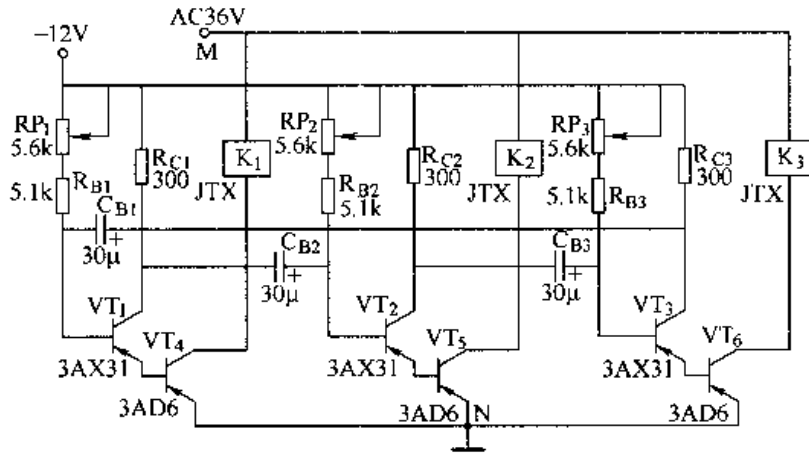 AC36V
−12V
M
RP1
5.6k
RC1
300
K1
JTX
RB1
5.1k
CB1
+
30μ
RP2
5.6k
RC2
300
K2
JTX
RB2
5.1k
CB2
+
30μ
RP3
5.6k
RC3
300
K3
JTX
5.1k
RB3
CB3
+
30μ
VT1
3AX31
VT4
3AD6
VT2
3AX31
VT5
3AD6
N
VT3
3AX31
VT6
3AD6